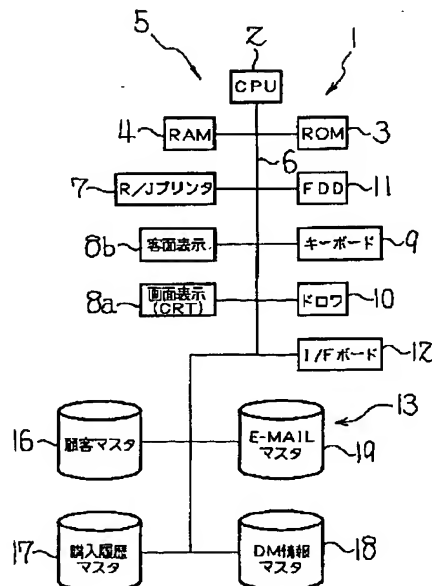 5
2
1
CPU
4
RAM
ROM
3
6
7
R/Jプリンタ
FDD
11
8b
客面表示
キーボード
9
8a
画面表示
(CRT)
ドロワ
10
I/Fボード
12
13
16
顧客マスタ
E-MAIL
マスタ
19
17
購入履歴
マスタ
DM情報
マスタ
18